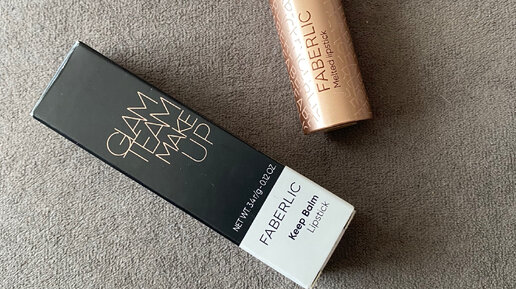 GLAM
TEAM
MAKE
UP
NET WT. 3.4 г/g-0.12 OZ.
FABERLIC
Keep Balm
Lipstick
FABERLIC
Melted lipstick